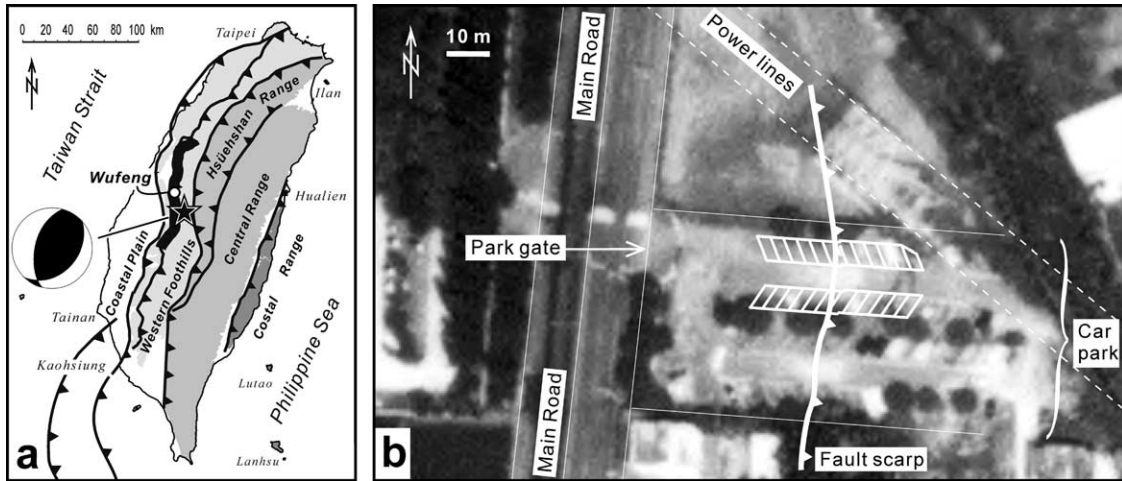 0 20 40 60 80 100
km
N
Taipei
Ilan
Taiwan Strait
Hsüehshan Range
Wufeng
Hualien
Central Range
Coastal Plain
Western Foothills
Costal Range
Tainan
Kaohsiung
Philippine Sea
Lutao
Lanhsu
a
N
10 m
Main Road
Power lines
Park gate
Car
park
Main Road
Fault scarp
b